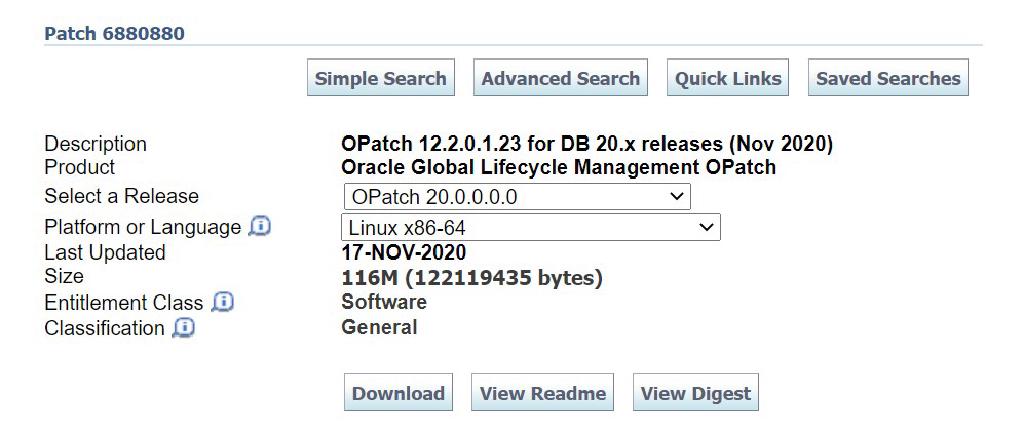 Patch 6880880
Simple Search Advanced Search Quick Links Saved Searches
Description OPatch 12.2.0.1.23 for DB 20.x releases (Nov 2020)
Product Oracle Global Lifecycle Management OPatch
Select a Release OPatch 20.0.0.0.0
Platform or Language Linux x86-64
Last Updated 17-NOV-2020
Size 116M (122119435 bytes)
Entitlement Class Software
Classification General
Download View Readme View Digest